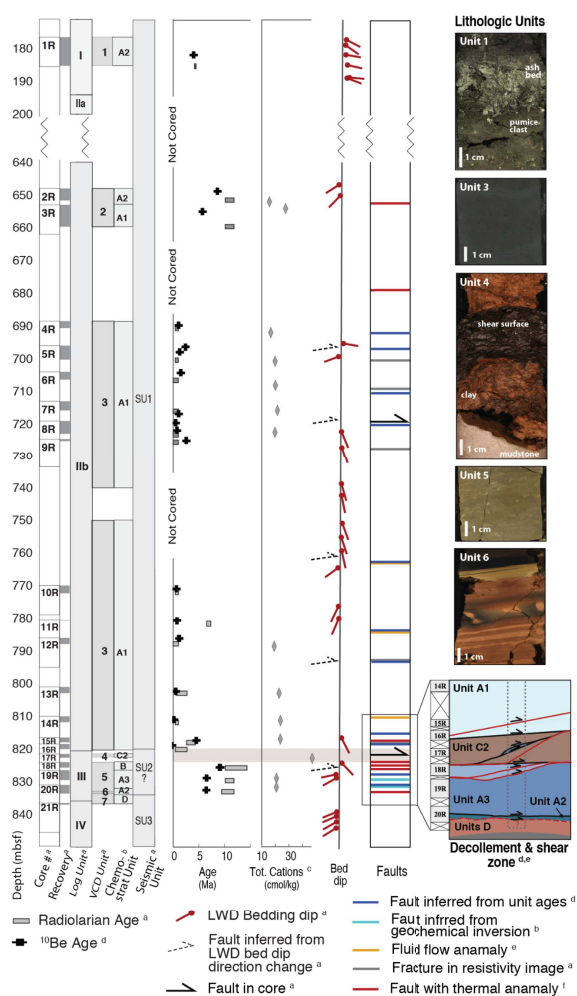 Lithologic Units
180
190
200
640
650
660
670
680
690
700
710
720
730
740
750
760
770
780
790
800
810
820
830
840
Depth (mbsf)
1R
2R
3R
4R
5R
6R
7R
8R
9R
10R
11R
12R
13R
14R
15R
16R
17R
18R
19R
20R
21R
Core # a
Recovery a
I
IIa
IIb
III
IV
Log Unit a
1
2
3
3
4
5
6
7
VCD Unit a
A2
A2
A1
A1
A1
C2
B
A3
A2
D
Chemo-
strat Unit b
SU1
SU2
?
SU3
Seismic Unit a
Not Cored
Not Cored
Not Cored
Not Cored
0 5 10
Age
(Ma)
10 30
Tot. Cations c
(cmol/kg)
Bed
dip
Faults
Unit 1
ash
bed
pumice
clast
1 cm
Unit 3
1 cm
Unit 4
shear surface
clay
1 cm
mudstone
Unit 5
1 cm
Unit 6
1 cm
14R
15R
16R
17R
18R
19R
20R
Unit A1
Unit C2
Unit A3
Unit A2
Units D
Decollement & shear
zone d,e
Radiolarian Age a
10Be Age d
LWD Bedding dip a
Fault inferred from
LWD bed dip
direction change a
Fault in core a
Fault inferred from unit ages d
Faut infrred from
geochemical inversion b
Fluid flow anamaly e
Fracture in resistivity image a
Fault with thermal anamaly f